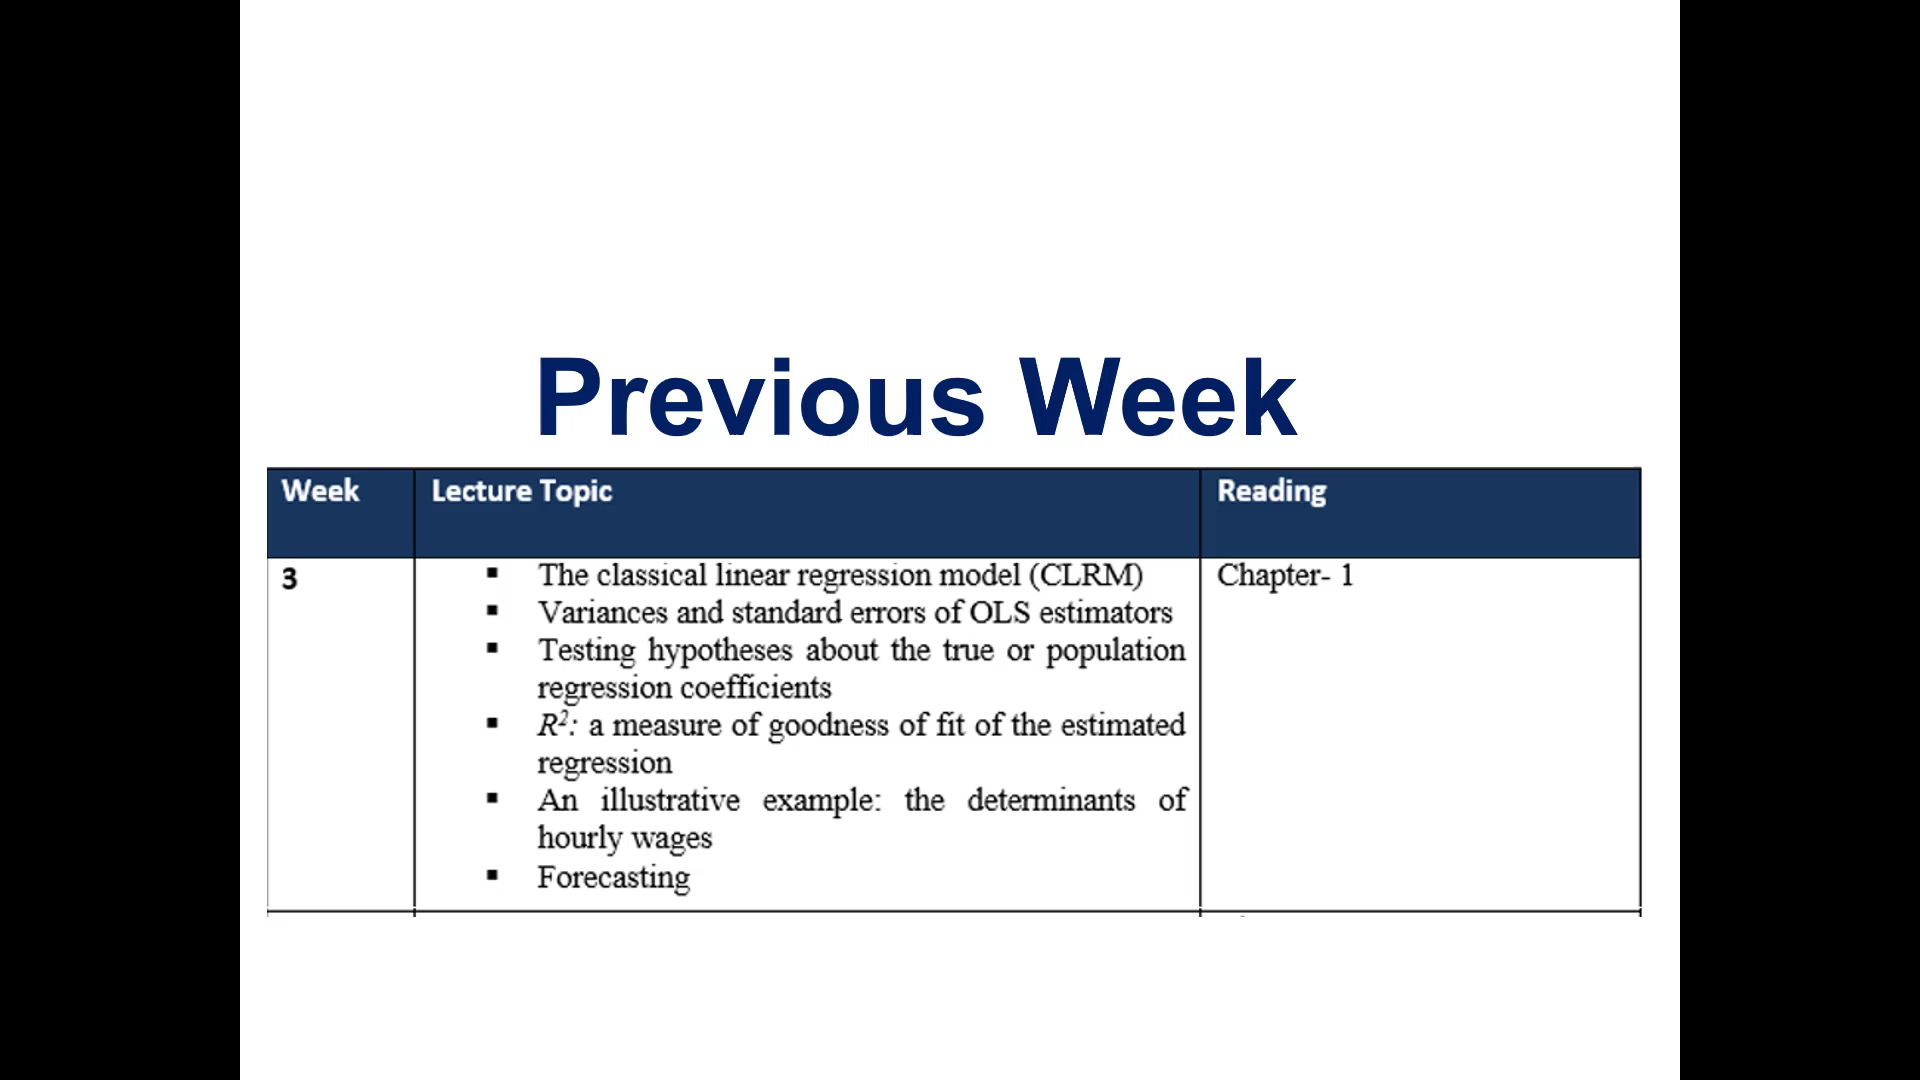 Previous Week
Week
Lecture Topic
Reading
3
▪ The classical linear regression model (CLRM)
▪ Variances and standard errors of OLS estimators
▪ Testing hypotheses about the true or population
regression coefficients
▪ R²: a measure of goodness of fit of the estimated
regression
▪ An illustrative example: the determinants of
hourly wages
▪ Forecasting
Chapter- 1